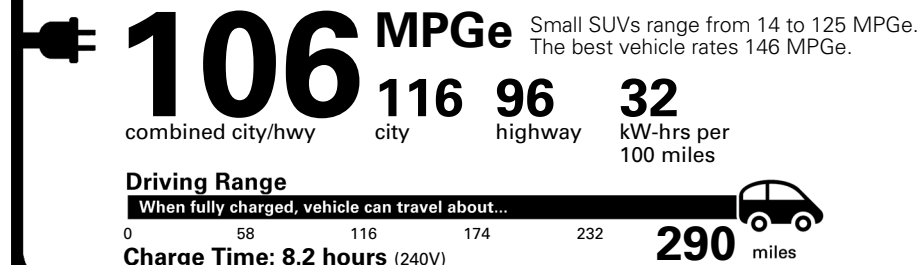 106 MPGe
Small SUVs range from 14 to 125 MPGe.
The best vehicle rates 146 MPGe.
combined city/hwy
116
city
96
highway
32
kW-hrs per
100 miles
Driving Range
When fully charged, vehicle can travel about...
0 58 116 174 232 290 miles
Charge Time: 8.2 hours (240V)